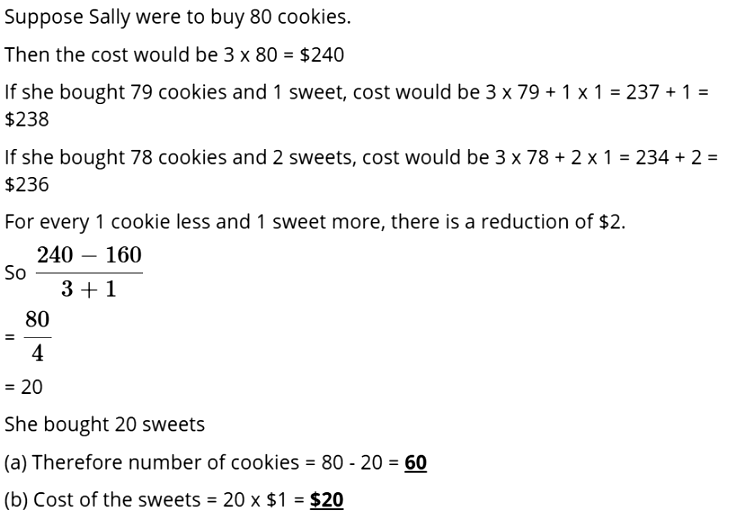 Suppose Sally were to buy 80 cookies.
Then the cost would be 3 x 80 = $240
If she bought 79 cookies and 1 sweet, cost would be 3 x 79 + 1 x 1 = 237 + 1 =
$238
If she bought 78 cookies and 2 sweets, cost would be 3 x 78 + 2 x 1 = 234 + 2 =
$236
For every 1 cookie less and 1 sweet more, there is a reduction of $2.
So \frac{240 - 160}{3 + 1}
= \frac{80}{4}
= 20
She bought 20 sweets
(a) Therefore number of cookies = 80 - 20 = 60
(b) Cost of the sweets = 20 x $1 = $20